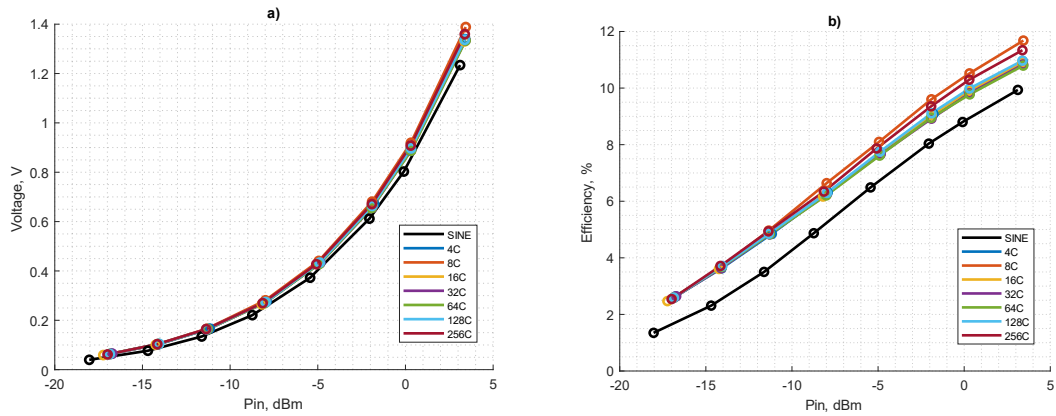 a)
1.4
1.2
1
0.8
0.6
0.4
0.2
0
-20
-15
-10
-5
0
5
Voltage, V
Pin, dBm
SINE
4C
8C
16C
32C
64C
128C
256C
b)
12
10
8
6
4
2
0
-20
-15
-10
-5
0
5
Efficiency, %
Pin, dBm
SINE
4C
8C
16C
32C
64C
128C
256C